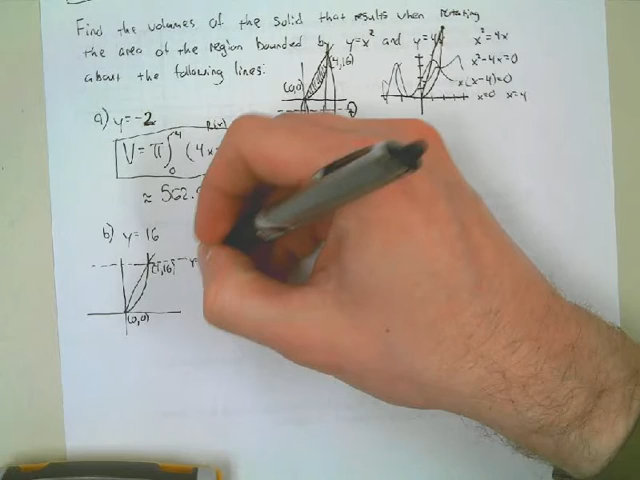 Find the volumes of the solid that results when rotating
the area of the region bounded by y=x² and y=4x
about the following lines:
(0,0)
(4,16)
x²=4x
x²-4x=0
x(x-4)=0
x=0 x=4
a) y=-2
R(x)
V = π∫₀⁴ (4x
≈ 562.
b) y=16
(4,16)
(0,0)